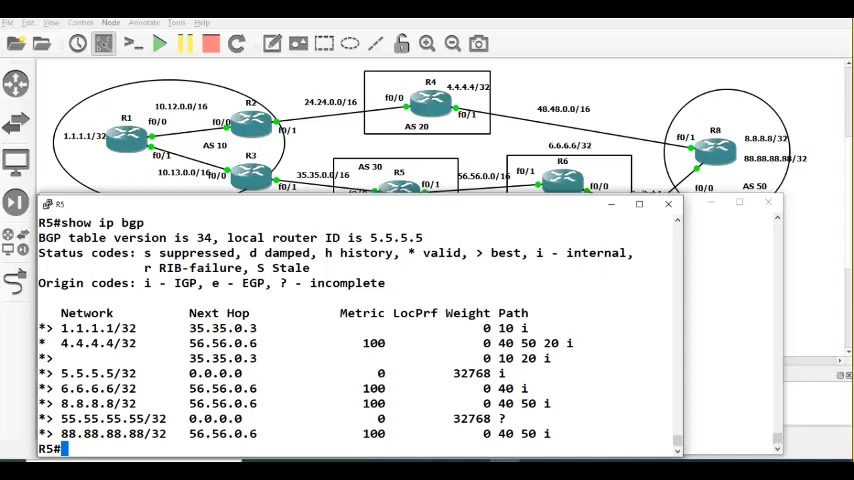 File Edit View Control Node Annotate Tools Help
R4
4.4.4.4/32
24.24.0.0/16
f0/0
f0/1
AS 20
48.48.0.0/16
10.12.0.0/16
R2
R1
f0/0
f0/0
f0/1
1.1.1.1/32
AS 10
f0/1
R3
10.13.0.0/16
f0/0
f0/1
35.35.0.0/16
AS 30
R5
f0/1
56.56.0.0/16
6.6.6.6/32
R6
f0/1
f0/0
R8
f0/1
8.8.8.8/32
88.88.88.88/32
AS 50
f0/0
R5
R5#show ip bgp
BGP table version is 34, local router ID is 5.5.5.5
Status codes: s suppressed, d damped, h history, * valid, > best, i - internal,
r RIB-failure, S Stale
Origin codes: i - IGP, e - EGP, ? - incomplete
Network Next Hop Metric LocPrf Weight Path
*> 1.1.1.1/32 35.35.0.3 0 10 i
* 4.4.4.4/32 56.56.0.6 100 0 40 50 20 i
*> 35.35.0.3 0 10 20 i
*> 5.5.5.5/32 0.0.0.0 0 32768 i
*> 6.6.6.6/32 56.56.0.6 100 0 40 i
*> 8.8.8.8/32 56.56.0.6 100 0 40 50 i
*> 55.55.55.55/32 0.0.0.0 0 32768 ?
*> 88.88.88.88/32 56.56.0.6 100 0 40 50 i
R5#